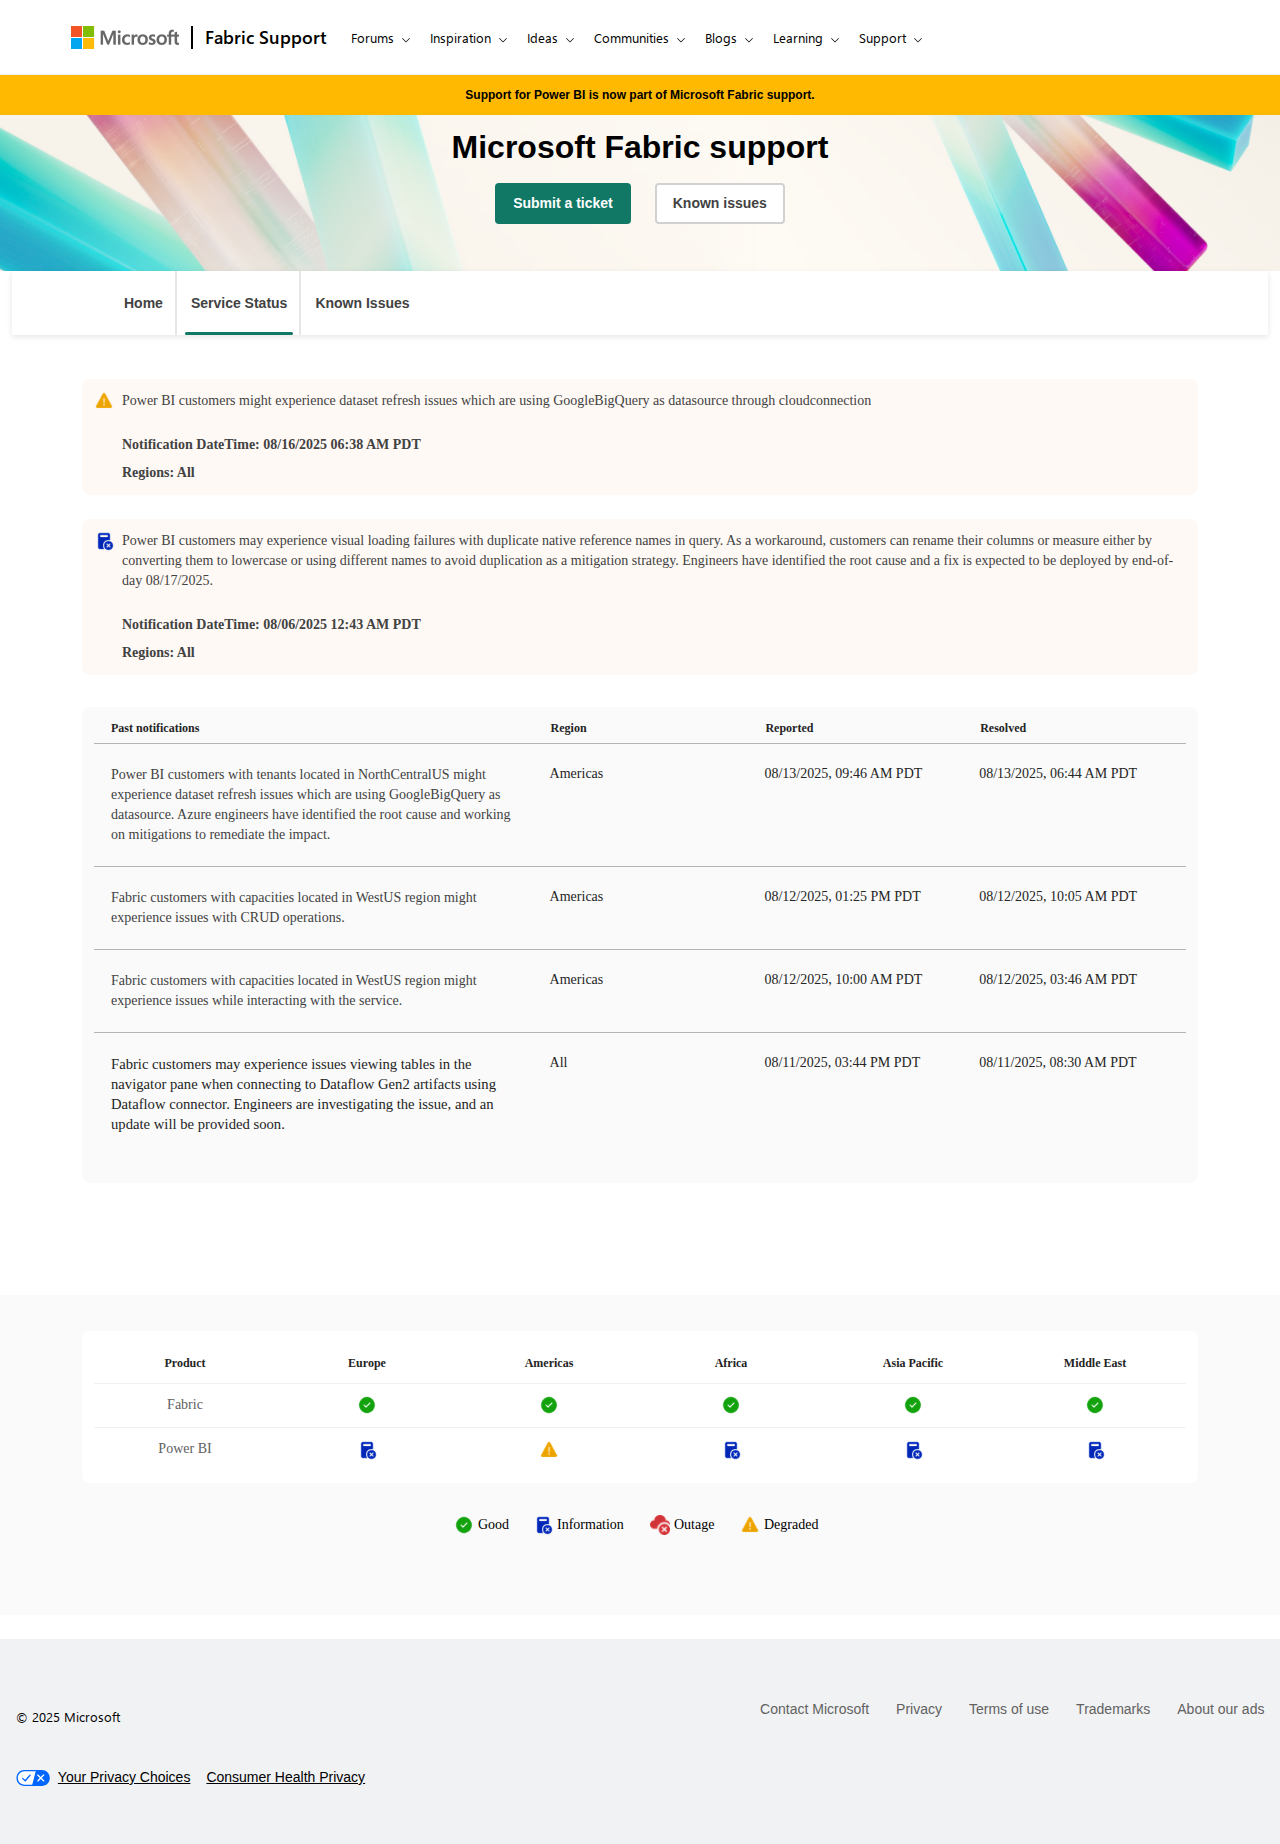 Microsoft | Fabric Support Forums Inspiration Ideas Communities Blogs Learning Support
Support for Power BI is now part of Microsoft Fabric support.
Microsoft Fabric support
Submit a ticket Known issues
Home Service Status Known Issues
Power BI customers might experience dataset refresh issues which are using GoogleBigQuery as datasource through cloudconnection
Notification DateTime: 08/16/2025 06:38 AM PDT
Regions: All
Power BI customers may experience visual loading failures with duplicate native reference names in query. As a workaround, customers can rename their columns or measure either by
converting them to lowercase or using different names to avoid duplication as a mitigation strategy. Engineers have identified the root cause and a fix is expected to be deployed by end-of-
day 08/17/2025.
Notification DateTime: 08/06/2025 12:43 AM PDT
Regions: All
Past notifications Region Reported Resolved
Power BI customers with tenants located in NorthCentralUS might Americas 08/13/2025, 09:46 AM PDT 08/13/2025, 06:44 AM PDT
experience dataset refresh issues which are using GoogleBigQuery as
datasource. Azure engineers have identified the root cause and working
on mitigations to remediate the impact.
Fabric customers with capacities located in WestUS region might Americas 08/12/2025, 01:25 PM PDT 08/12/2025, 10:05 AM PDT
experience issues with CRUD operations.
Fabric customers with capacities located in WestUS region might Americas 08/12/2025, 10:00 AM PDT 08/12/2025, 03:46 AM PDT
experience issues while interacting with the service.
Fabric customers may experience issues viewing tables in the All 08/11/2025, 03:44 PM PDT 08/11/2025, 08:30 AM PDT
navigator pane when connecting to Dataflow Gen2 artifacts using
Dataflow connector. Engineers are investigating the issue, and an
update will be provided soon.
Product Europe Americas Africa Asia Pacific Middle East
Fabric
Power BI
Good Information Outage Degraded
Contact Microsoft Privacy Terms of use Trademarks About our ads
© 2025 Microsoft
Your Privacy Choices Consumer Health Privacy